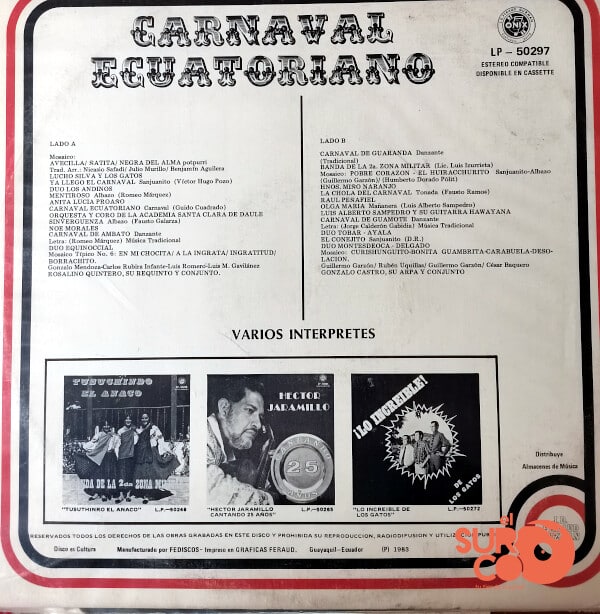 CARNAVAL
ECUATORIANO
ONIX
LP – 50297
ESTEREO COMPATIBLE
DISPONIBLE EN CASSETTE
LADO A
Mosaico:
AVECILLA/ ÑATITA/ NEGRA DEL ALMA potpurri
Trad. Arr.: Nicasio Safadi/ Julio Murillo/ Benjamín Aguilera
LUCHO SILVA Y LOS GATOS
YA LLEGO EL CARNAVAL Sanjuanito (Víctor Hugo Pozo)
DUO LOS ANDINOS
MENTIROSO Albazo (Romeo Márquez)
ANITA LUCIA PROAÑO
CARNAVAL ECUATORIANO Carnaval (Guido Cuadrado)
ORQUESTA Y CORO DE LA ACADEMIA SANTA CLARA DE DAULE
SINVERGUENZA Albazo (Fausto Galarza)
NOE MORALES
CARNAVAL DE AMBATO Danzante
Letra: (Romeo Márquez) Música Tradicional
DUO EQUINOCCIAL
Mosaico Típico No. 6: EN MI CHOCITA/ A LA INGRATA/ INGRATITUD/
BORRACHITO.
Gonzalo Mendoza-Carlos Rubira Infante-Luis Romero-Luis M. Gavilánez
ROSALINO QUINTERO, SU REQUINTO Y CONJUNTO.
LADO B
CARNAVAL DE GUARANDA Danzante
(Tradicional)
BANDA DE LA 2a. ZONA MILITAR (Lic. Luis Izurrieta)
Mosaico: POBRE CORAZON - EL HUIRACCHURITO Sanjuanito-Albazo
(Guillermo Garzón) (Humberto Dorado Pólit)
HNOS. MIÑO NARANJO
LA CHOLA DEL CARNAVAL Tonada (Fausto Ramos)
RAUL PEÑAFIEL
OLGA MARIA Mañanera (Luis Alberto Sampedro)
LUIS ALBERTO SAMPEDRO Y SU GUITARRA HAWAYANA
CARNAVAL DE GUAMOTE Danzante
Letra: (Jorge Calderón Gabidia) Música Tradicional
DUO TOBAR - AYALA
EL CONEJITO Sanjuanito (D.R.)
DUO MONTESDEOCA - DELGADO
Mosaico: CURISHUNGUITO-BONITA GUAMBRITA-CARABUELA-DESO-
LACION.
Guillermo Garzón/ Rubén Uquillas/ Guillermo Garzón/ César Baquero
GONZALO CASTRO, SU ARPA Y CONJUNTO
VARIOS INTERPRETES
TUSUCHINDO
EL ANACO
DA DE LA 2da ZONA MI
HECTOR
JARAMILLO
25
AÑOS
¡LO INCREIBLE!
DE
LOS GATOS
"TUSUTHINRO EL ANACO" L.P.–50268
"HECTOR JARAMILLO
CANTANDO 25 AÑOS" L.P.–50265
"LO INCREIBLE DE
LOS GATOS" L.P.–50272
Distribuye
Almacenes de Música
RESERVADOS TODOS LOS DERECHOS DE LAS OBRAS GRABADAS EN ESTE DISCO Y PROHIBIDA SU REPRODUCCION, RADIODIFUSION Y UTILIZ
Disco es Cultura
Manufacturado por FEDISCOS- Impreso en GRAFICAS FERAUD.
Guayaquil–Ecuador
(P) 1983
el
SURCO